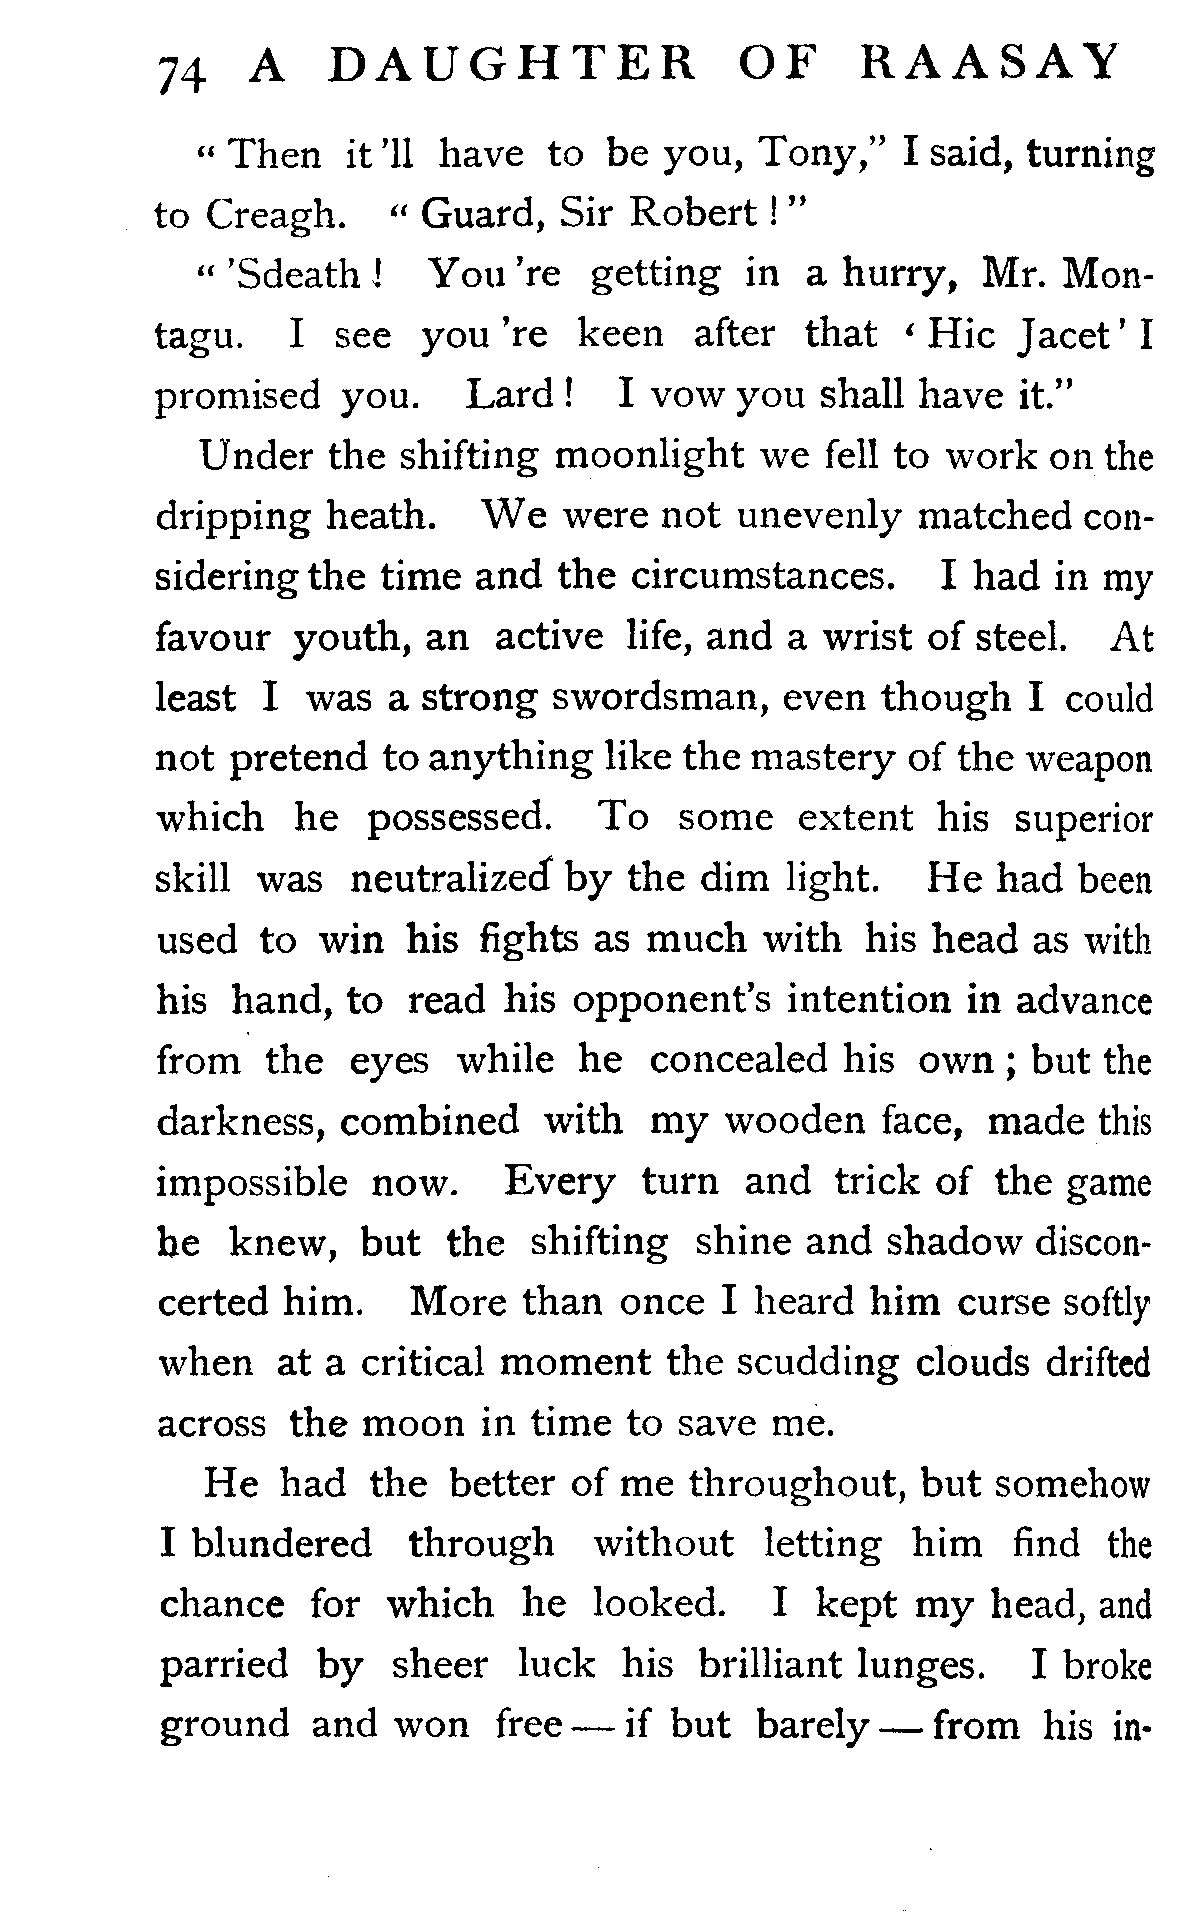 74 A DAUGHTER OF RAASAY
“ Then it ’ll have to be you, Tony,” I said, turning
to Creagh. “ Guard, Sir Robert ! ”
“ ’Sdeath ! You ’re getting in a hurry, Mr. Mon-
tagu. I see you ’re keen after that ‘ Hic Jacet ’ I
promised you. Lard ! I vow you shall have it.”
Under the shifting moonlight we fell to work on the
dripping heath. We were not unevenly matched con-
sidering the time and the circumstances. I had in my
favour youth, an active life, and a wrist of steel. At
least I was a strong swordsman, even though I could
not pretend to anything like the mastery of the weapon
which he possessed. To some extent his superior
skill was neutralized by the dim light. He had been
used to win his fights as much with his head as with
his hand, to read his opponent’s intention in advance
from the eyes while he concealed his own ; but the
darkness, combined with my wooden face, made this
impossible now. Every turn and trick of the game
he knew, but the shifting shine and shadow discon-
certed him. More than once I heard him curse softly
when at a critical moment the scudding clouds drifted
across the moon in time to save me.
He had the better of me throughout, but somehow
I blundered through without letting him find the
chance for which he looked. I kept my head, and
parried by sheer luck his brilliant lunges. I broke
ground and won free — if but barely — from his in-